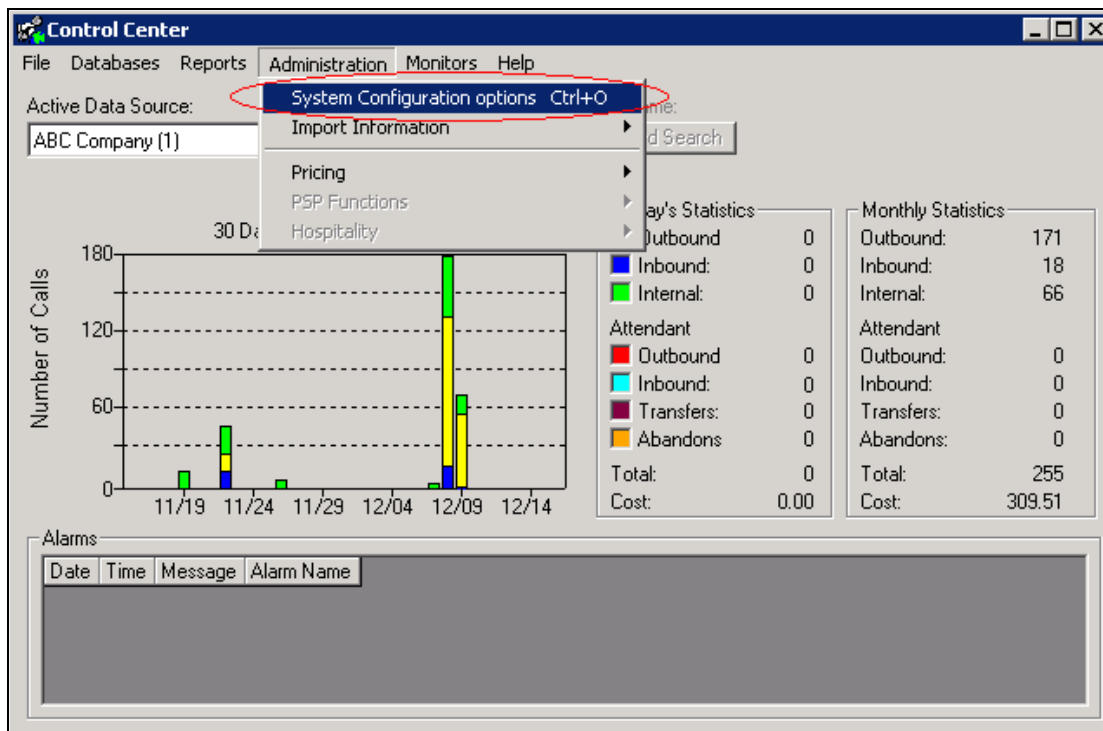 Control Center
File Databases Reports Administration Monitors Help
System Configuration options Ctrl+O
Import Information
Pricing
PSP Functions
Hospitality
Active Data Source:
ABC Company (1)
Search
30
Number of Calls
180
120
60
0
11/19 11/24 11/29 12/04 12/09 12/14
Statistics
Outbound 0
Inbound: 0
Internal: 0
Attendant
Outbound 0
Inbound: 0
Transfers: 0
Abandons 0
Total: 0
Cost: 0.00
Monthly Statistics
Outbound: 171
Inbound: 18
Internal: 66
Attendant
Outbound: 0
Inbound: 0
Transfers: 0
Abandons: 0
Total: 255
Cost: 309.51
Alarms
Date Time Message Alarm Name